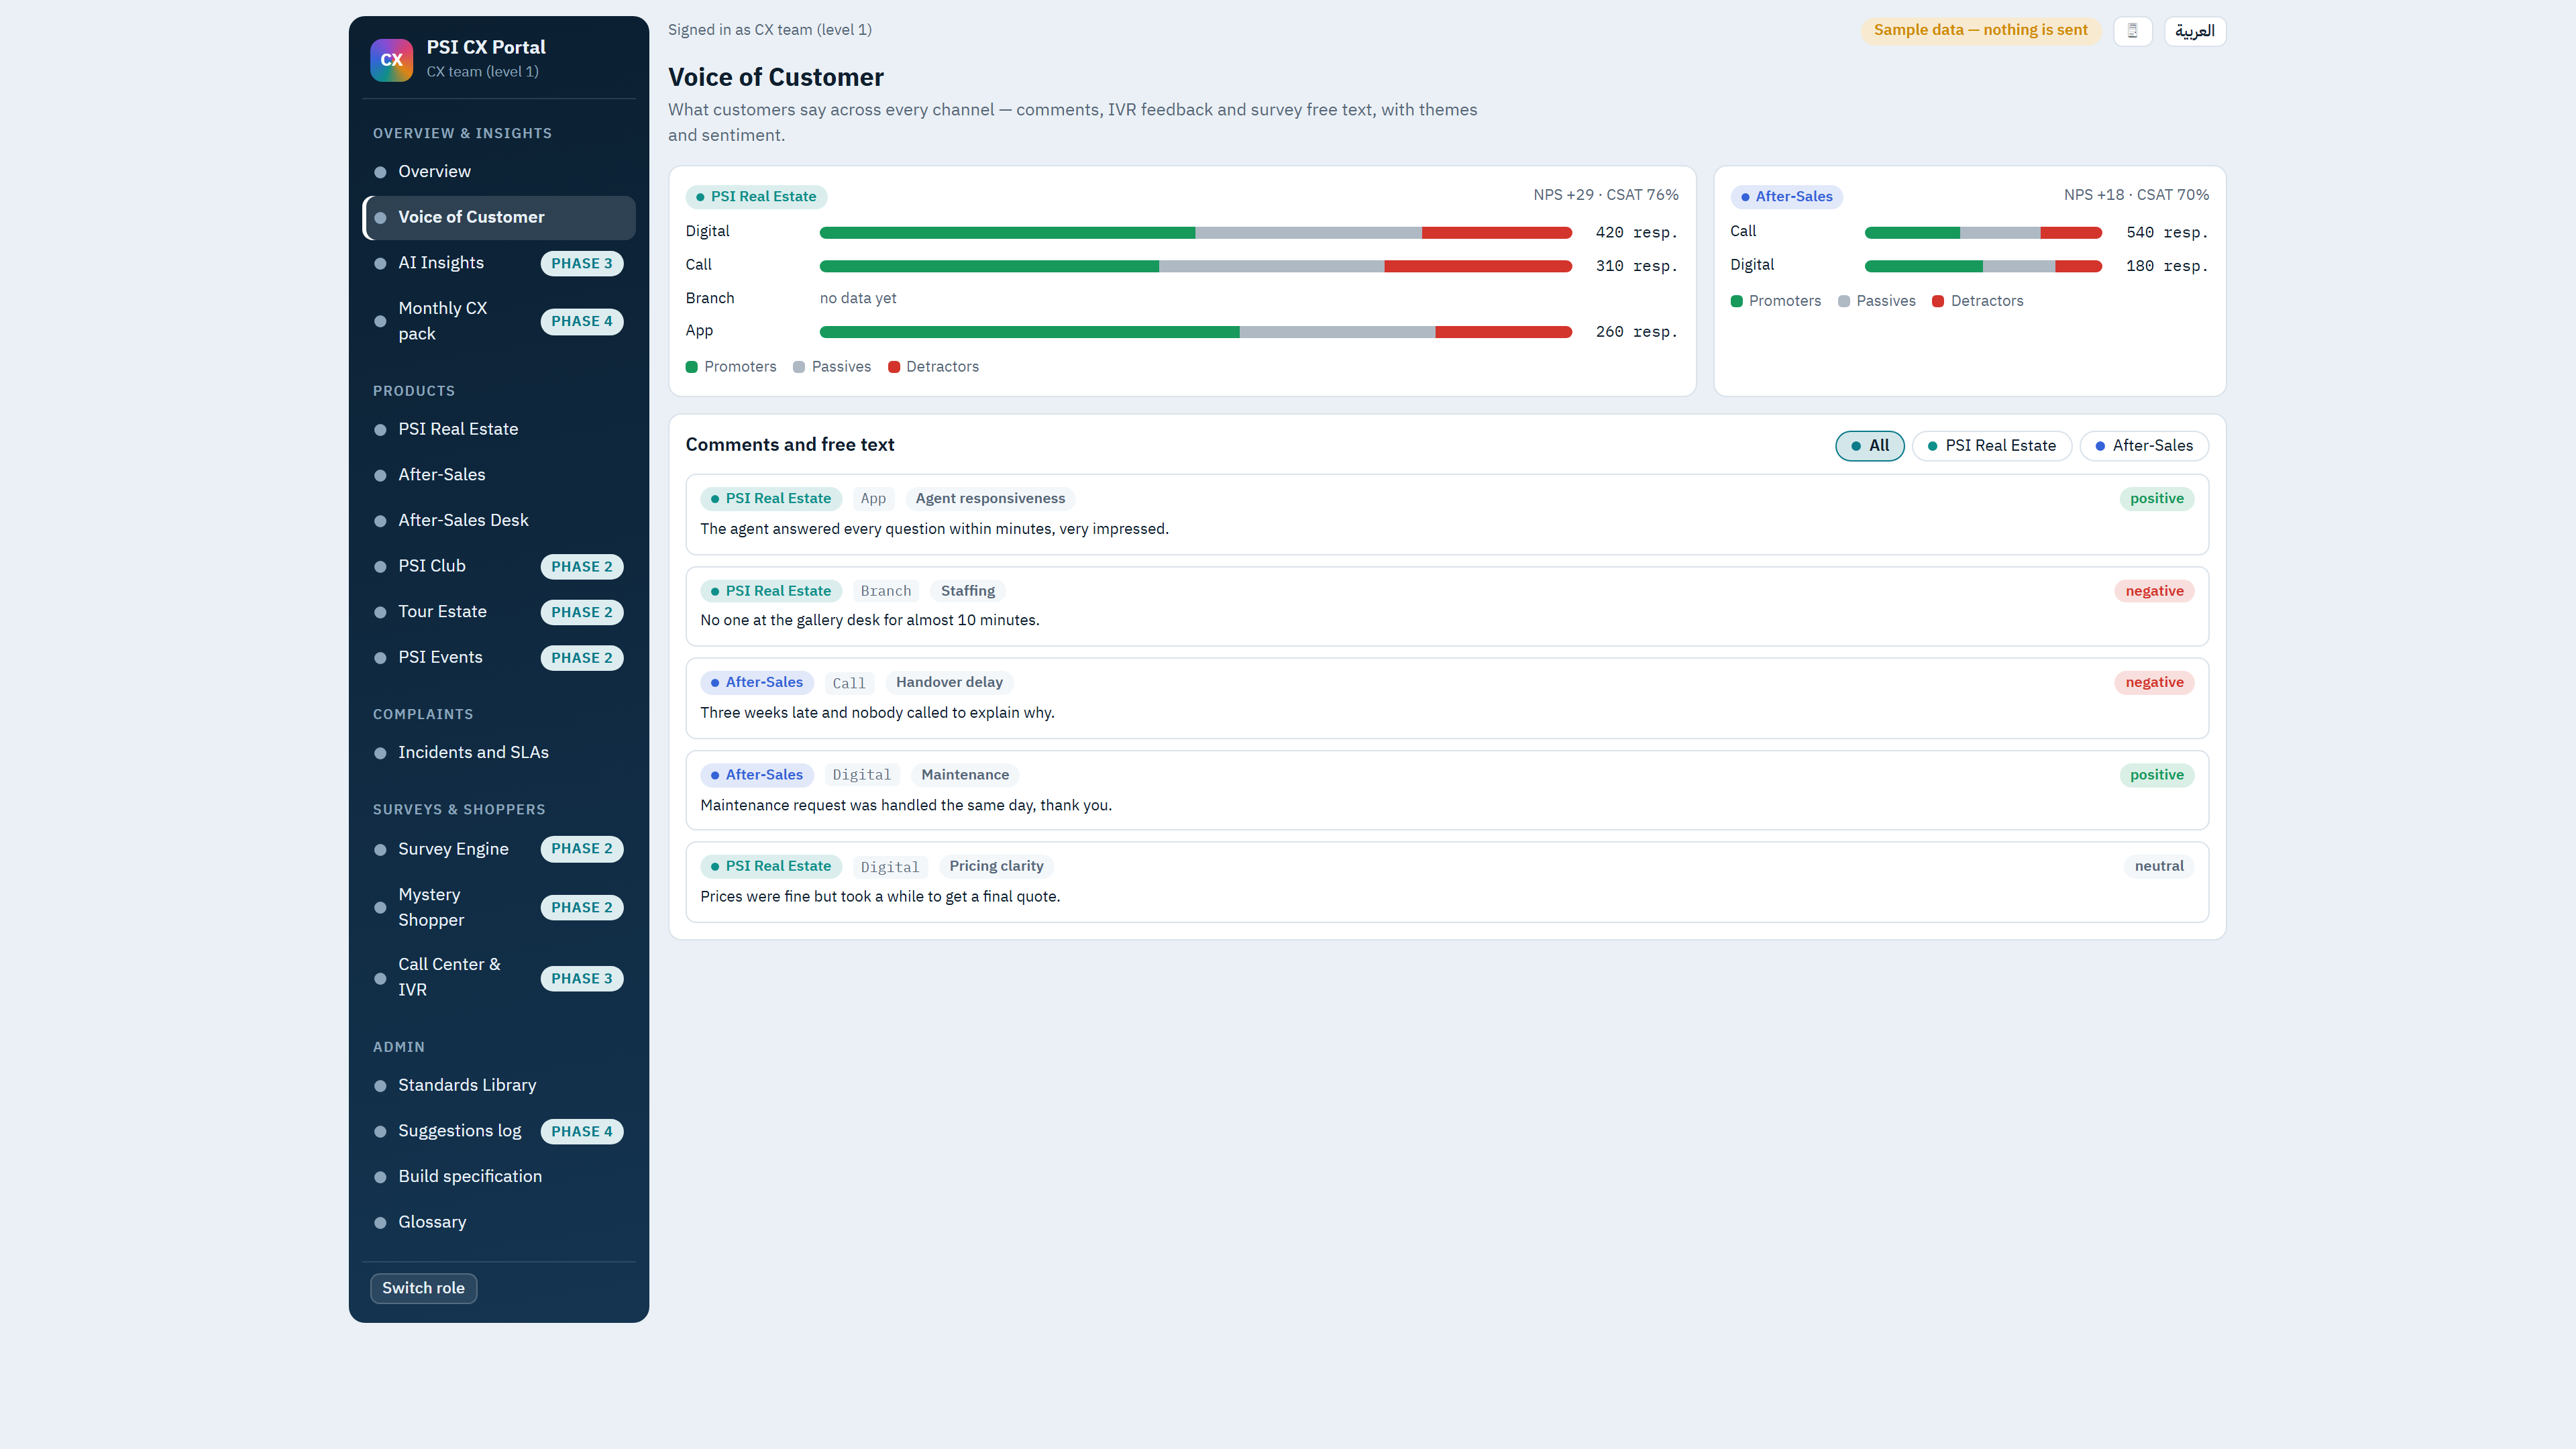 CX
PSI CX Portal
CX team (level 1)
OVERVIEW & INSIGHTS
Overview
Voice of Customer
AI Insights PHASE 3
Monthly CX
pack
PHASE 4
PRODUCTS
PSI Real Estate
After-Sales
After-Sales Desk
PSI Club PHASE 2
Tour Estate PHASE 2
PSI Events PHASE 2
COMPLAINTS
Incidents and SLAs
SURVEYS & SHOPPERS
Survey Engine PHASE 2
Mystery
Shopper
PHASE 2
Call Center &
IVR
PHASE 3
ADMIN
Standards Library
Suggestions log PHASE 4
Build specification
Glossary
Switch role
Signed in as CX team (level 1)
Sample data — nothing is sent
العربية
Voice of Customer
What customers say across every channel — comments, IVR feedback and survey free text, with themes
and sentiment.
PSI Real Estate NPS +29 · CSAT 76%
Digital 420 resp.
Call 310 resp.
Branch no data yet
App 260 resp.
Promoters Passives Detractors
After-Sales NPS +18 · CSAT 70%
Call 540 resp.
Digital 180 resp.
Promoters Passives Detractors
Comments and free text
All PSI Real Estate After-Sales
PSI Real Estate App Agent responsiveness positive
The agent answered every question within minutes, very impressed.
PSI Real Estate Branch Staffing negative
No one at the gallery desk for almost 10 minutes.
After-Sales Call Handover delay negative
Three weeks late and nobody called to explain why.
After-Sales Digital Maintenance positive
Maintenance request was handled the same day, thank you.
PSI Real Estate Digital Pricing clarity neutral
Prices were fine but took a while to get a final quote.